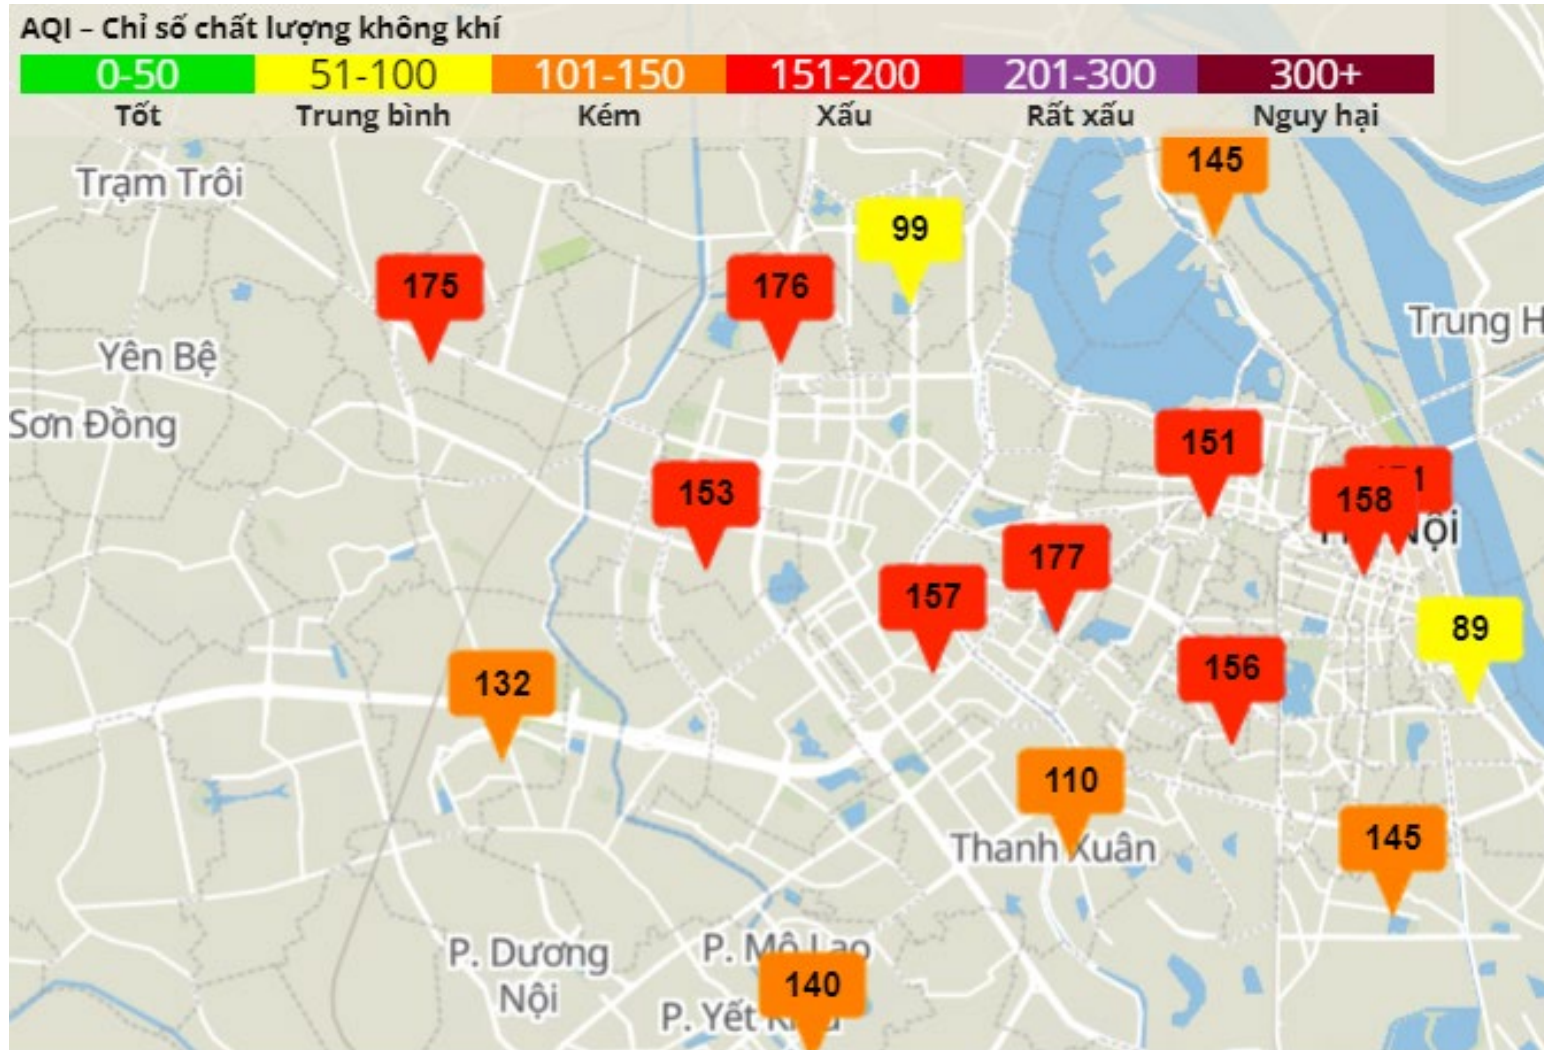 AQI – Chỉ số chất lượng không khí
0-50 51-100 101-150 151-200 201-300 300+
Tốt Trung bình Kém Xấu Rất xấu Nguy hại
145
Trạm Trôi
99
175 176
Trung H
Yên Bệ
Sơn Đồng
151
153
158
Nội
177
157
89
156
132
110
145
Thanh Xuân
P. Dương
Nội
P. Mộ Lao
140
P. Yết